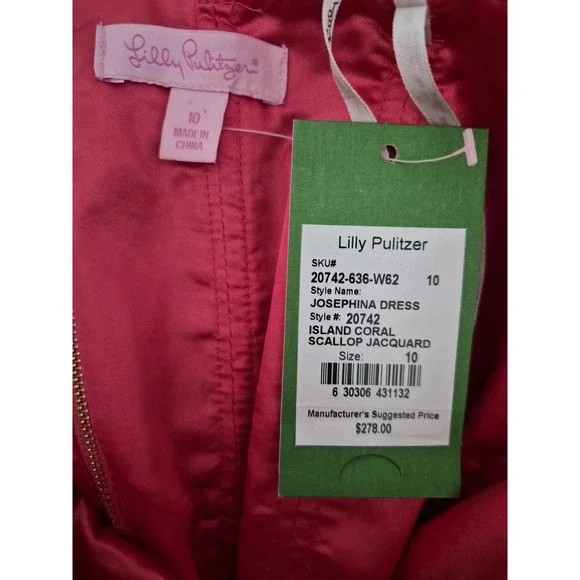 Lilly Pulitzer
10
MADE IN
CHINA
Lilly Pulitzer
SKU#
20742-636-W62 10
Style Name:
JOSEPHINA DRESS
Style #: 20742
ISLAND CORAL
SCALLOP JACQUARD
Size: 10
6 30306 431132
Manufacturer's Suggested Price
$278.00